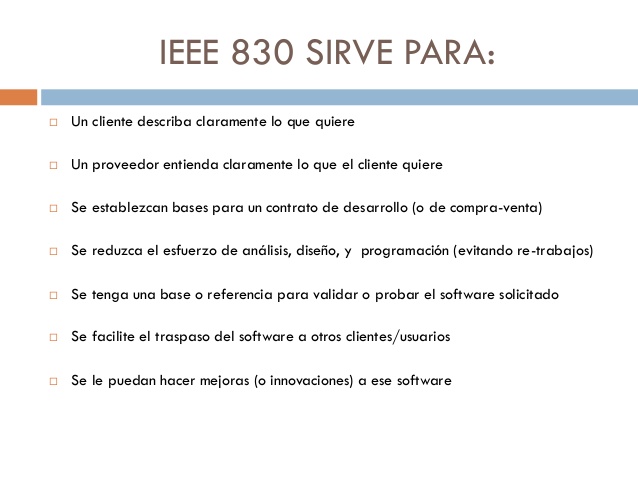 IEEE 830 SIRVE PARA:
Un cliente describa claramente lo que quiere
Un proveedor entienda claramente lo que el cliente quiere
Se establezcan bases para un contrato de desarrollo (o de compra-venta)
Se reduzca el esfuerzo de análisis, diseño, y  programación (evitando re-trabajos)
Se tenga una base o referencia para validar o probar el software solicitado
Se facilite el traspaso del software a otros clientes/usuarios
Se le puedan hacer mejoras (o innovaciones) a ese software